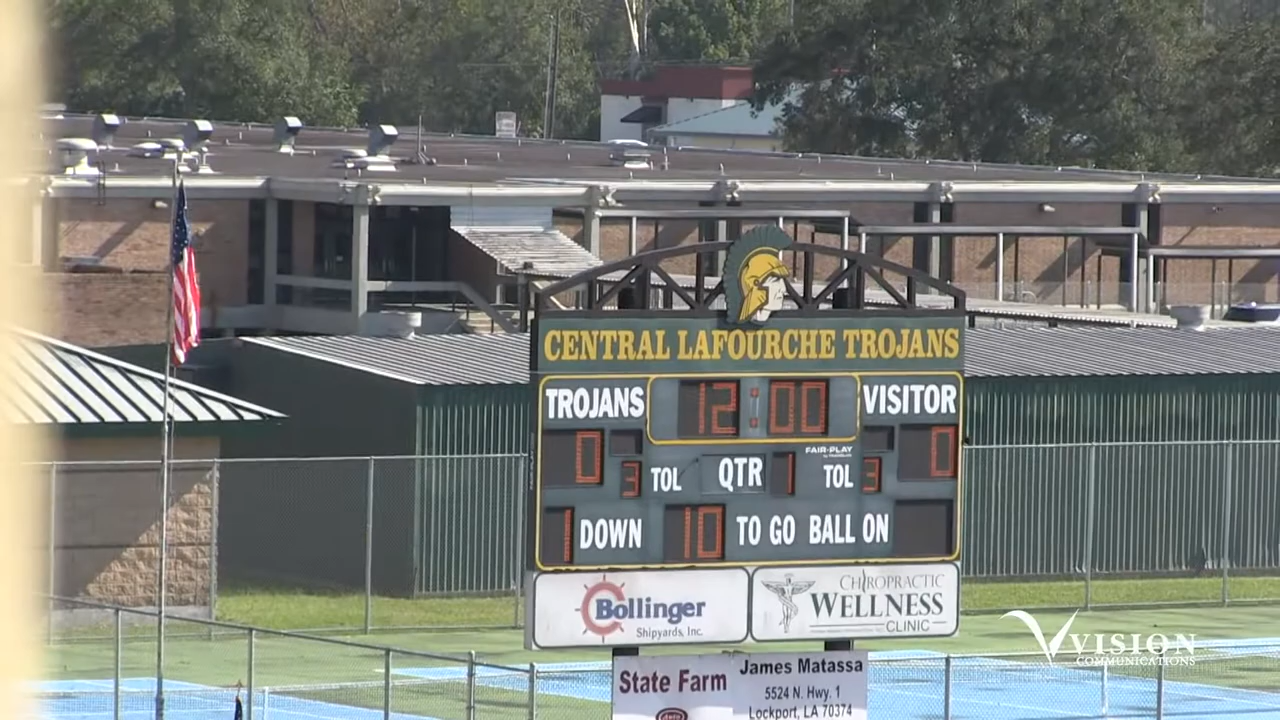 CENTRAL LAFOURCHE TROJANS
TROJANS 12:00 VISITOR
0 0
FAIR-PLAY
3 TOL QTR 1 TOL 3
1 DOWN 10 TO GO BALL ON
Bollinger
Shipyards, Inc.
CHIROPRACTIC
WELLNESS
CLINIC
VISION
COMMUNICATIONS
State Farm
James Matassa
5524 N. Hwy. 1
Lockport, LA 70374